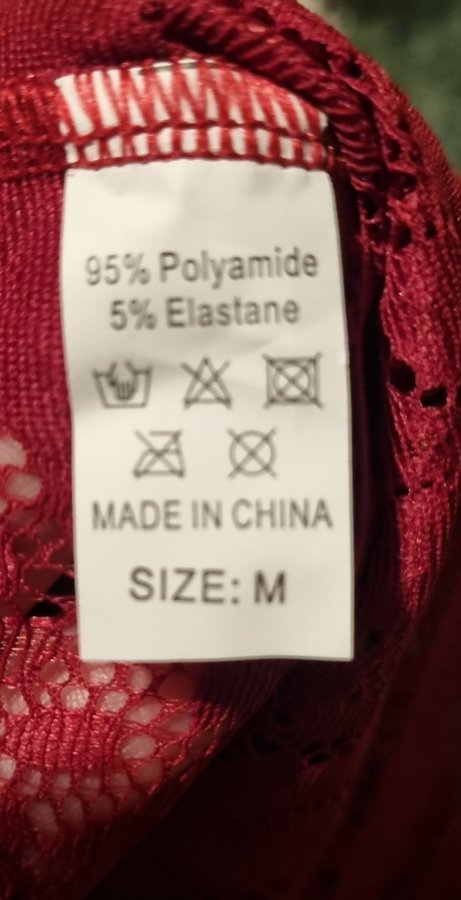 95% Polyamide
5% Elastane
MADE IN CHINA
SIZE: M